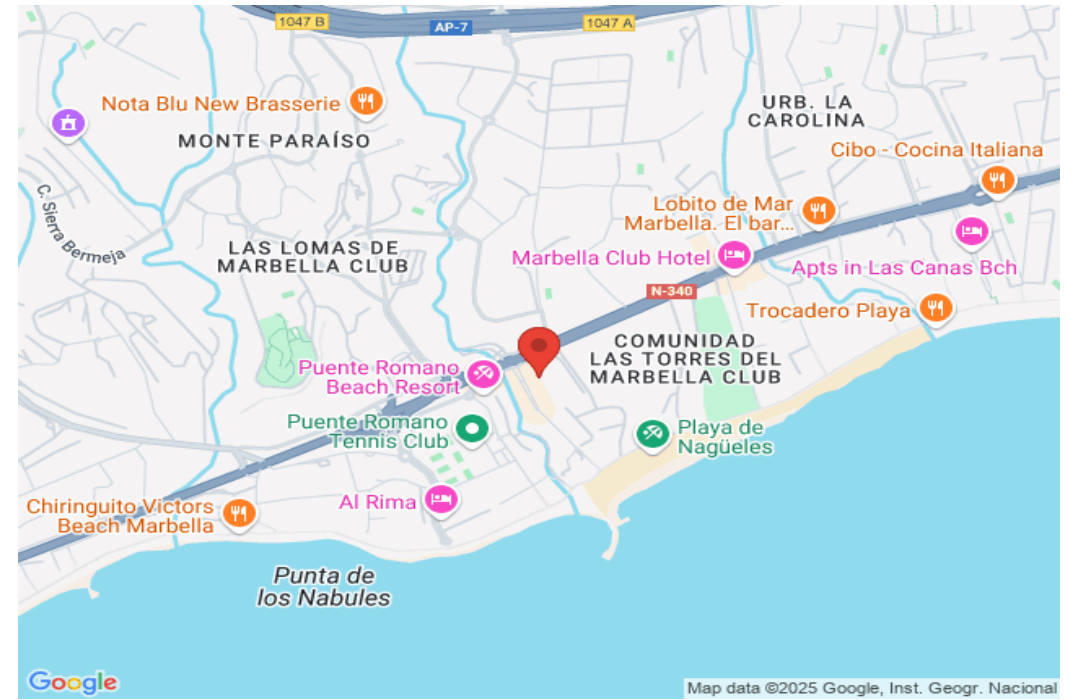 1047 B
AP-7
1047 A
Nota Blu New Brasserie
MONTE PARAÍSO
URB. LA
CAROLINA
Cibo - Cocina Italiana
C. Sierra Bermeja
Lobito de Mar
Marbella. El bar...
LAS LOMAS DE
MARBELLA CLUB
Marbella Club Hotel
Apts in Las Canas Bch
N-340
Trocadero Playa
COMUNIDAD
LAS TORRES DEL
MARBELLA CLUB
Puente Romano
Beach Resort
Puente Romano
Tennis Club
Playa de
Nagüeles
Al Rima
Chiringuito Victors
Beach Marbella
Punta de
los Nabules
Google
Map data ©2025 Google, Inst. Geogr. Nacional